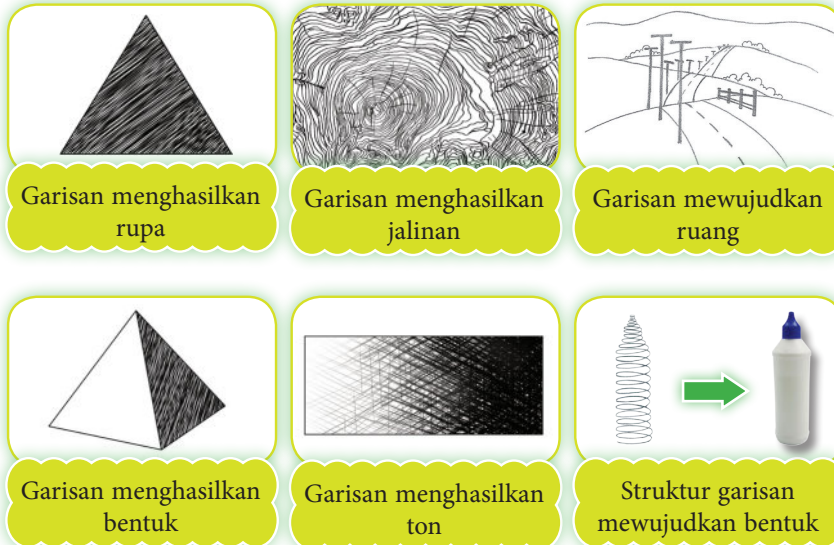 Garisan menghasilkan
rupa
Garisan menghasilkan
jalinan
Garisan mewujudkan
ruang
Garisan menghasilkan
bentuk
Garisan menghasilkan
ton
Struktur garisan
mewujudkan bentuk